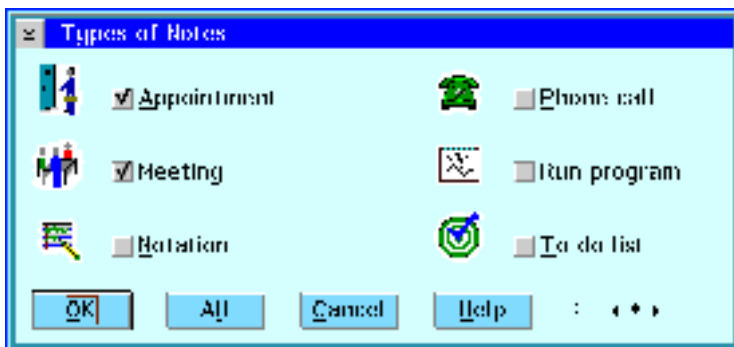 Types of Notes
Appointment
Phone call
Meeting
Run program
Notation
To do list
OK All Cancel Help